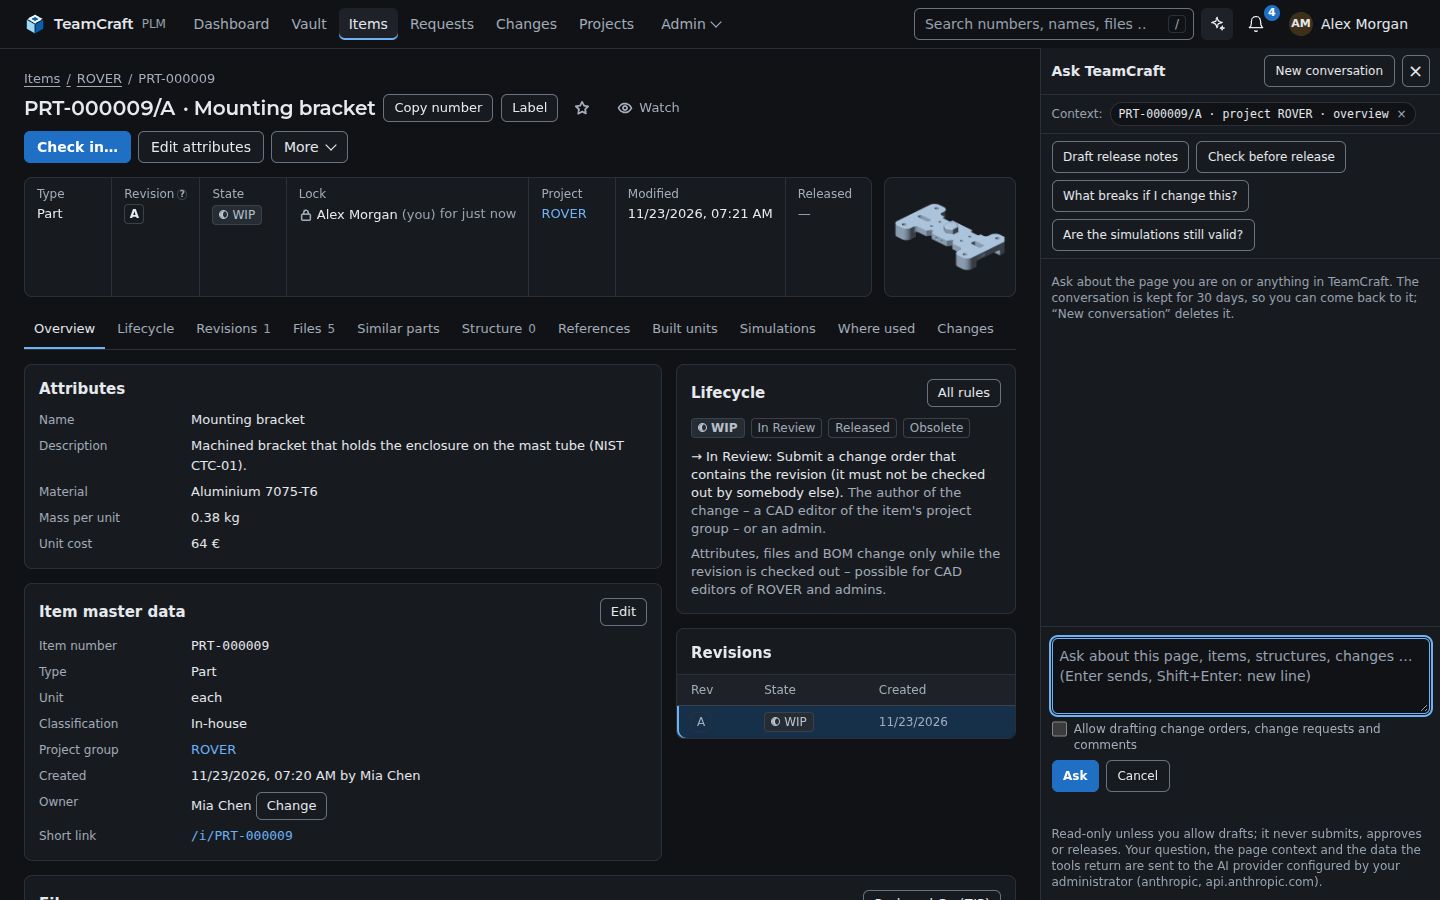 TeamCraft PLM Dashboard Vault Items Requests Changes Projects Admin Search numbers, names, files .. / 4 AM Alex Morgan
Items / ROVER / PRT-000009
PRT-000009/A · Mounting bracket Copy number Label Watch
Check in… Edit attributes More
Type Revision ? State Lock Project Modified Released
Part A WIP Alex Morgan (you) for just now ROVER 11/23/2026, 07:21 AM —
Overview Lifecycle Revisions 1 Files 5 Similar parts Structure 0 References Built units Simulations Where used Changes
Attributes
Name Mounting bracket
Description Machined bracket that holds the enclosure on the mast tube (NIST
CTC-01).
Material Aluminium 7075-T6
Mass per unit 0.38 kg
Unit cost 64 €
Item master data Edit
Item number PRT-000009
Type Part
Unit each
Classification In-house
Project group ROVER
Created 11/23/2026, 07:20 AM by Mia Chen
Owner Mia Chen Change
Short link /i/PRT-000009
Lifecycle All rules
WIP In Review Released Obsolete
→ In Review: Submit a change order that
contains the revision (it must not be checked
out by somebody else). The author of the
change – a CAD editor of the item's project
group – or an admin.
Attributes, files and BOM change only while the
revision is checked out – possible for CAD
editors of ROVER and admins.
Revisions
Rev State Created
A WIP 11/23/2026
Ask TeamCraft New conversation ×
Context: PRT-000009/A · project ROVER · overview ×
Draft release notes Check before release
What breaks if I change this?
Are the simulations still valid?
Ask about the page you are on or anything in TeamCraft. The
conversation is kept for 30 days, so you can come back to it;
“New conversation” deletes it.
Ask about this page, items, structures, changes …
(Enter sends, Shift+Enter: new line)
Allow drafting change orders, change requests and
comments
Ask Cancel
Read-only unless you allow drafts; it never submits, approves
or releases. Your question, the page context and the data the
tools return are sent to the AI provider configured by your
administrator (anthropic, api.anthropic.com).